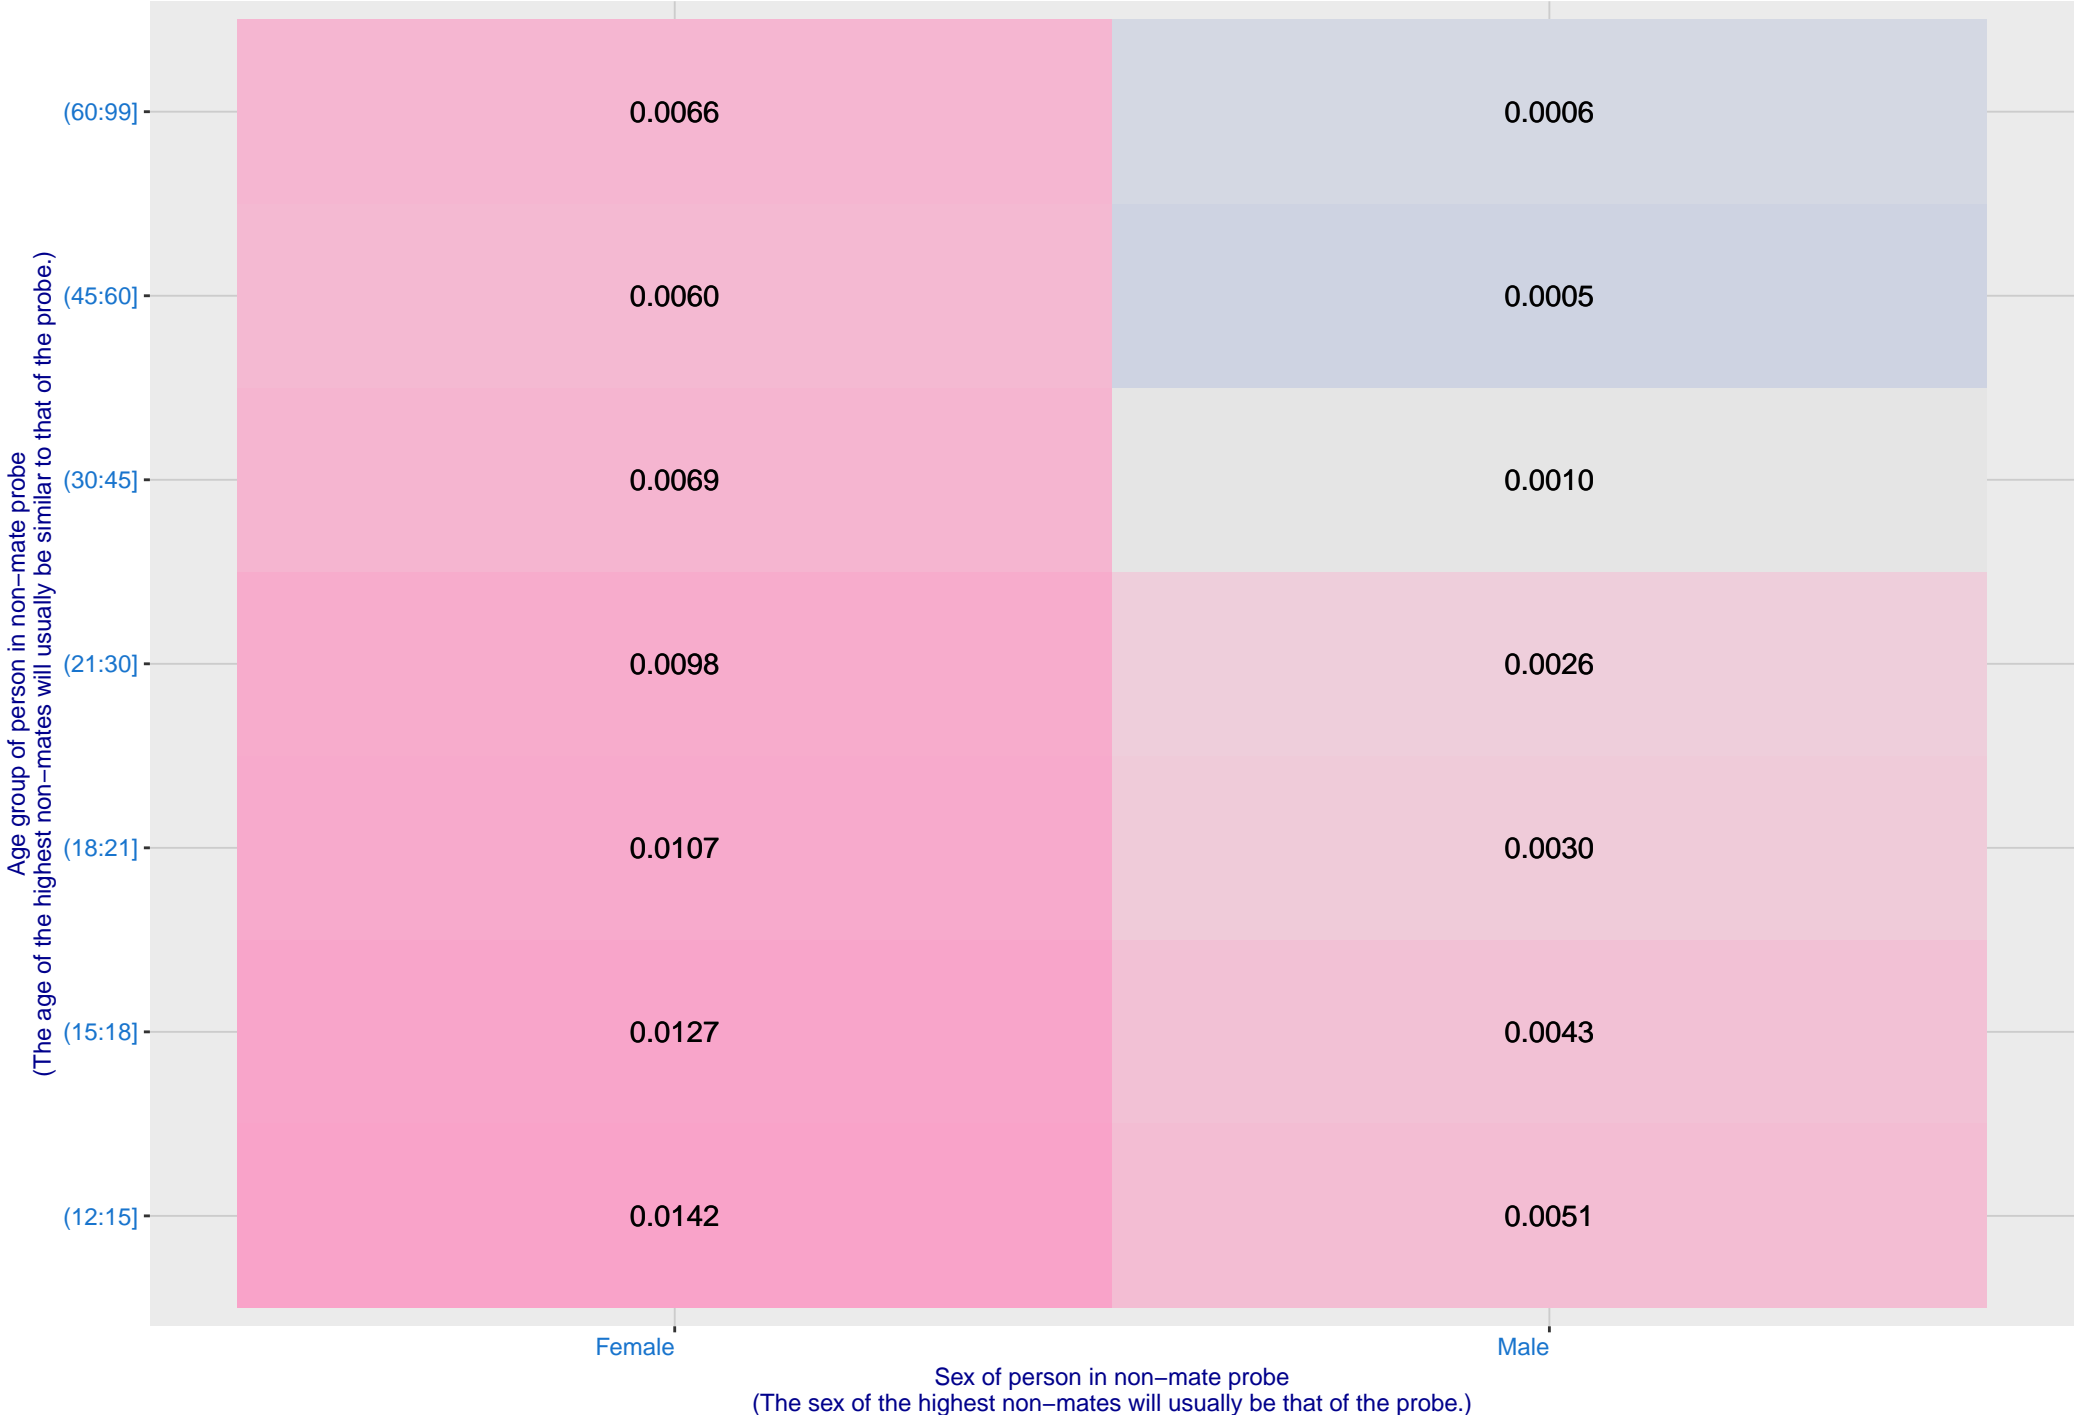 Age group of person in non−mate probe
(The age of the highest non−mates will usually be similar to that of the probe.)
(60:99] 0.0066 0.0006
(45:60] 0.0060 0.0005
(30:45] 0.0069 0.0010
(21:30] 0.0098 0.0026
(18:21] 0.0107 0.0030
(15:18] 0.0127 0.0043
(12:15] 0.0142 0.0051
Female Male
Sex of person in non−mate probe
(The sex of the highest non−mates will usually be that of the probe.)